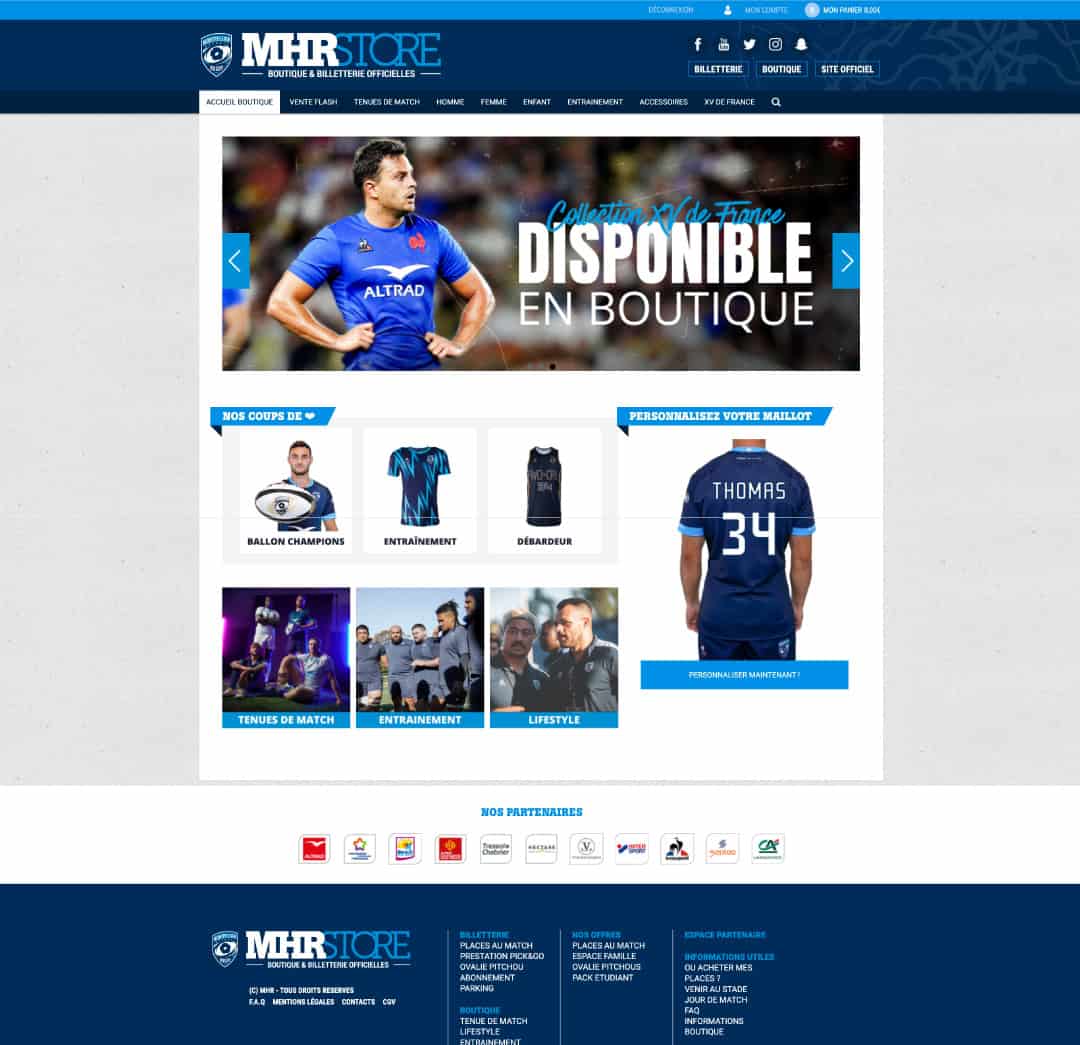 DÉCONNEXION
MON COMPTE
0
MON PANIER 0,00€
MHRSTORE
BOUTIQUE & BILLETTERIE OFFICIELLES
BILLETTERIE
BOUTIQUE
SITE OFFICIEL
ACCUEIL BOUTIQUE
VENTE FLASH
TENUES DE MATCH
HOMME
FEMME
ENFANT
ENTRAINEMENT
ACCESSOIRES
XV DE FRANCE
Collection XV de France
DISPONIBLE
EN BOUTIQUE
ALTRAD
NOS COUPS DE ❤
PERSONNALISEZ VOTRE MAILLOT
THOMAS
34
BALLON CHAMPIONS
ENTRAÎNEMENT
DÉBARDEUR
PERSONNALISER MAINTENANT !
TENUES DE MATCH
ENTRAINEMENT
LIFESTYLE
NOS PARTENAIRES
ALTRAD
HECTARE
INTER
SPORT
CA
MHRSTORE
BOUTIQUE & BILLETTERIE OFFICIELLES
(C) MHR - TOUS DROITS RESERVES
F.A.Q MENTIONS LÉGALES CONTACTS CGV
BILLETTERIE
PLACES AU MATCH
PRESTATION PICK&GO
OVALIE PITCHOU
ABONNEMENT
PARKING
BOUTIQUE
TENUE DE MATCH
LIFESTYLE
ENTRAINEMENT
NOS OFFRES
PLACES AU MATCH
ESPACE FAMILLE
OVALIE PITCHOUS
PACK ETUDIANT
ESPACE PARTENAIRE
INFORMATIONS UTILES
OU ACHETER MES
PLACES ?
VENIR AU STADE
JOUR DE MATCH
FAQ
INFORMATIONS
BOUTIQUE